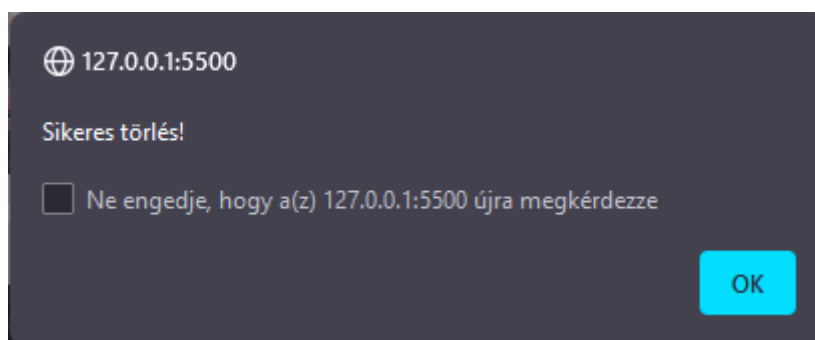 127.0.0.1:5500
Sikeres törlés!
Ne engedje, hogy a(z) 127.0.0.1:5500 újra megkérdezze
OK